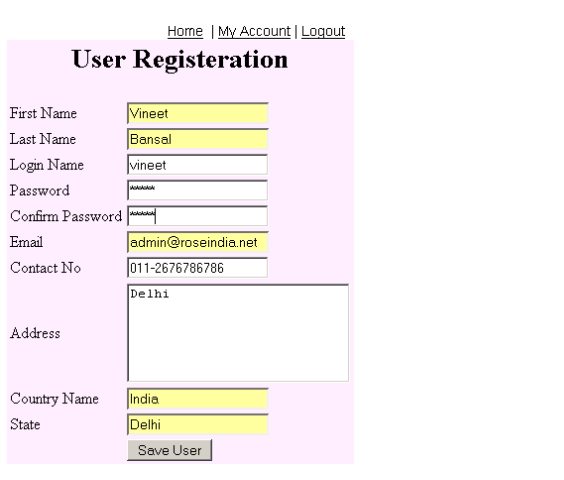 Home | My Account | Logout
User Registeration
First Name Vineet
Last Name Bansal
Login Name vineet
Password *****
Confirm Password *****
Email admin@roseindia.net
Contact No 011-2676786786
Address Delhi
Country Name India
State Delhi
Save User